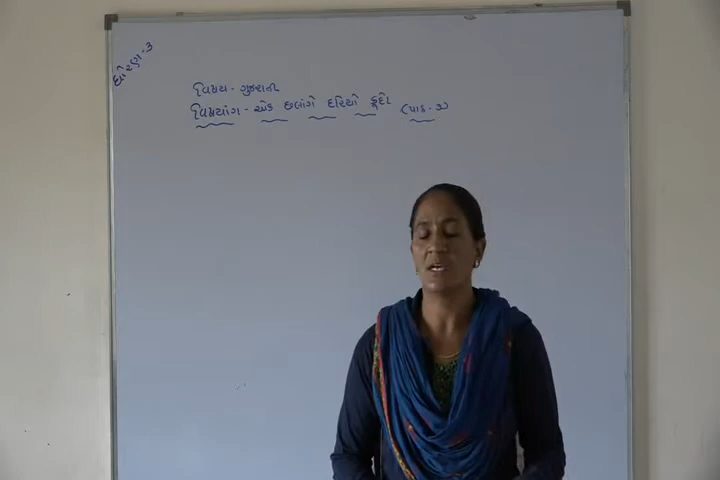 ધોરણ-૩
વિષય - ગુજરાતી
વિષયાંગ - એક છલાંગે દરિયો કૂદો (પાઠ - ૩)